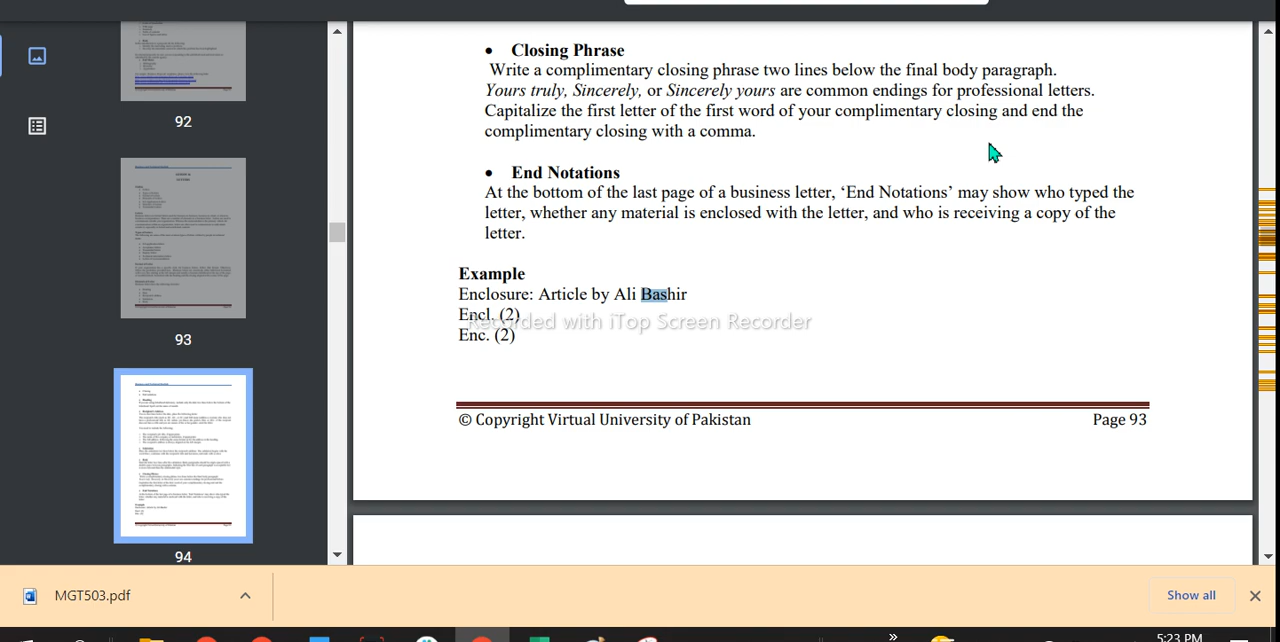 • Closing Phrase
Write a complimentary closing phrase two lines below the final body paragraph.
Yours truly, Sincerely, or Sincerely yours are common endings for professional letters.
Capitalize the first letter of the first word of your complimentary closing and end the
complimentary closing with a comma.
• End Notations
At the bottom of the last page of a business letter, ‘End Notations’ may show who typed the
letter, whether any material is enclosed with the letter, and who is receiving a copy of the
letter.
Example
Enclosure: Article by Ali Bashir
Encl. (2)
Recorded with iTop Screen Recorder
Enc. (2)
© Copyright Virtual University of Pakistan Page 93
92
93
94
MGT503.pdf
Show all
5:23 PM